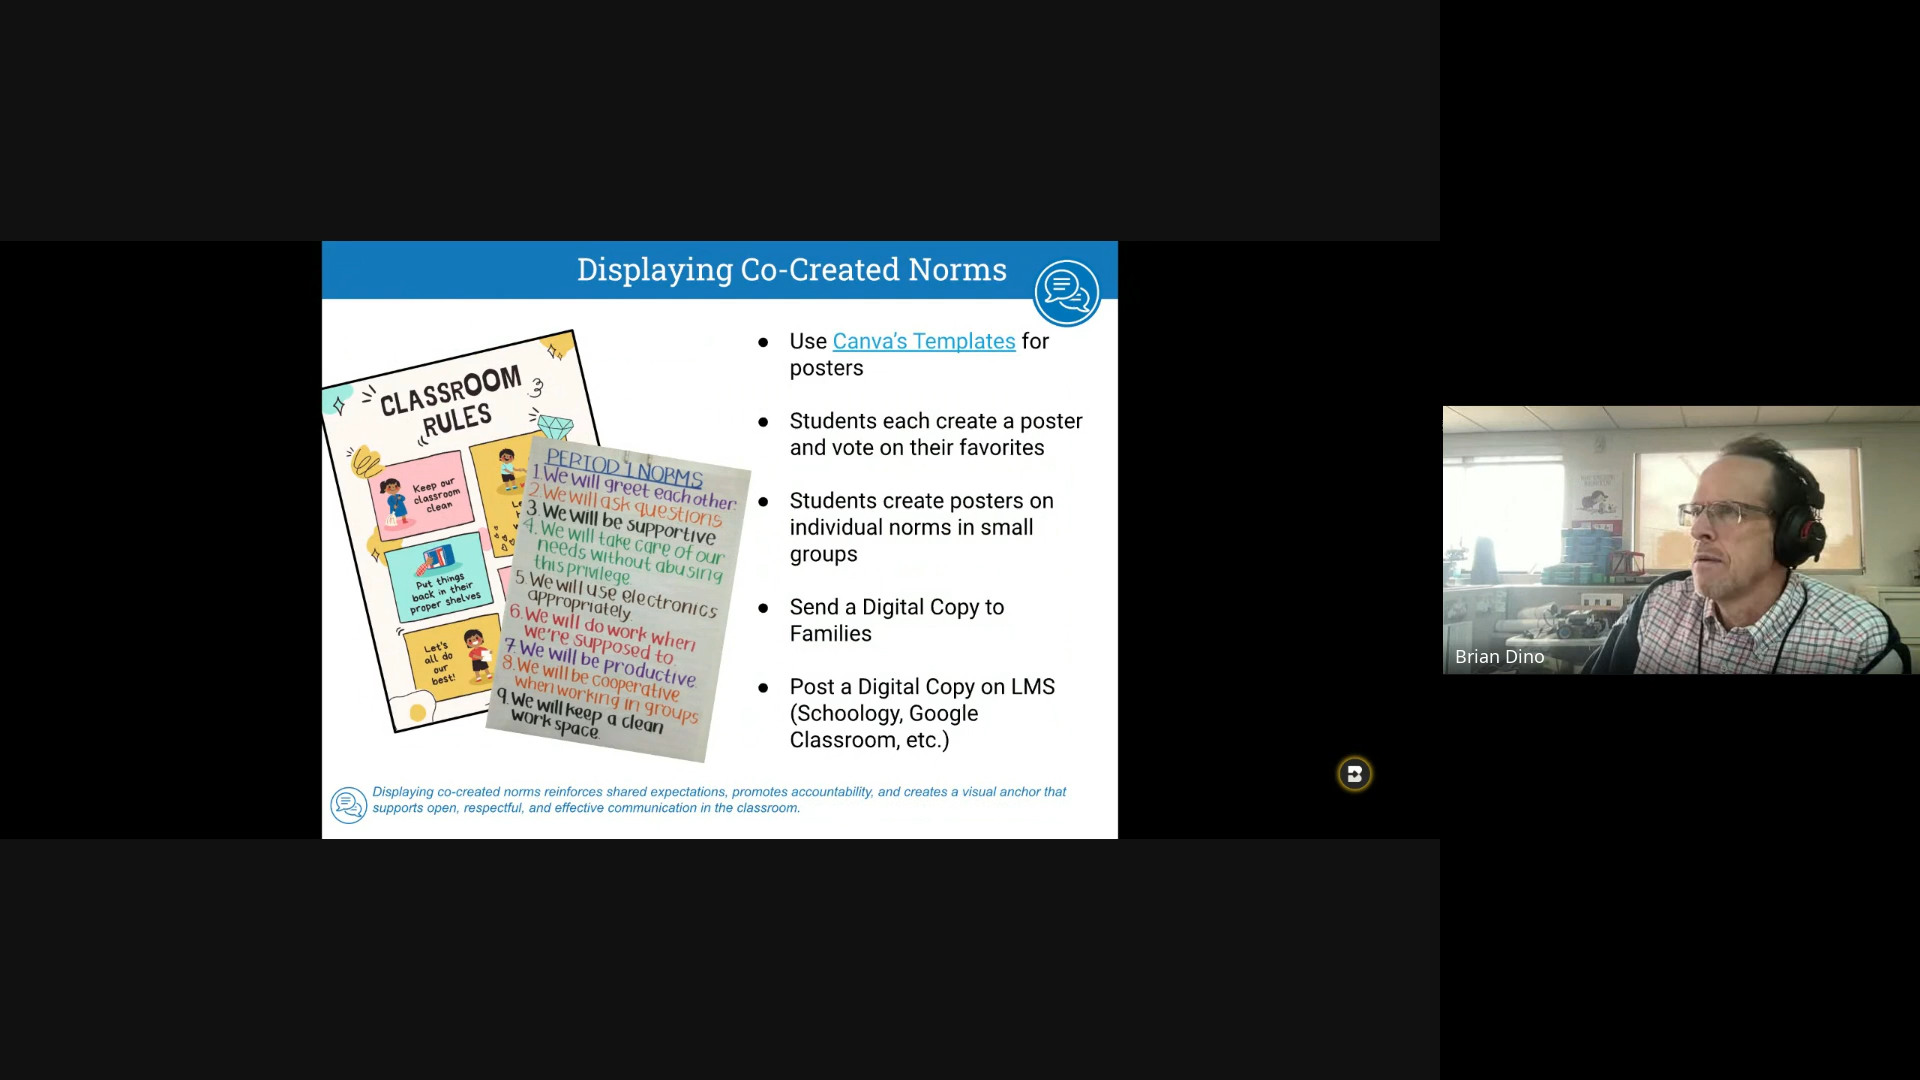 Displaying Co-Created Norms
CLASSROOM
RULES
Keep our
classroom
clean
Put things
back in their
proper shelves
Let's
all do
our
best!
PERIOD 1 NORMS
1. We will greet each other.
2. We will ask questions
3. We will be supportive
4. We will take care of our
needs without abusing
this privilege.
5. We will use electronics
appropriately.
6. We will do work when
we're supposed to.
7. We will be productive.
8. We will be cooperative
when working in groups
9. We will keep a clean
work space.
● Use Canva's Templates for
posters
● Students each create a poster
and vote on their favorites
● Students create posters on
individual norms in small
groups
● Send a Digital Copy to
Families
● Post a Digital Copy on LMS
(Schoology, Google
Classroom, etc.)
Displaying co-created norms reinforces shared expectations, promotes accountability, and creates a visual anchor that
supports open, respectful, and effective communication in the classroom.
Brian Dino